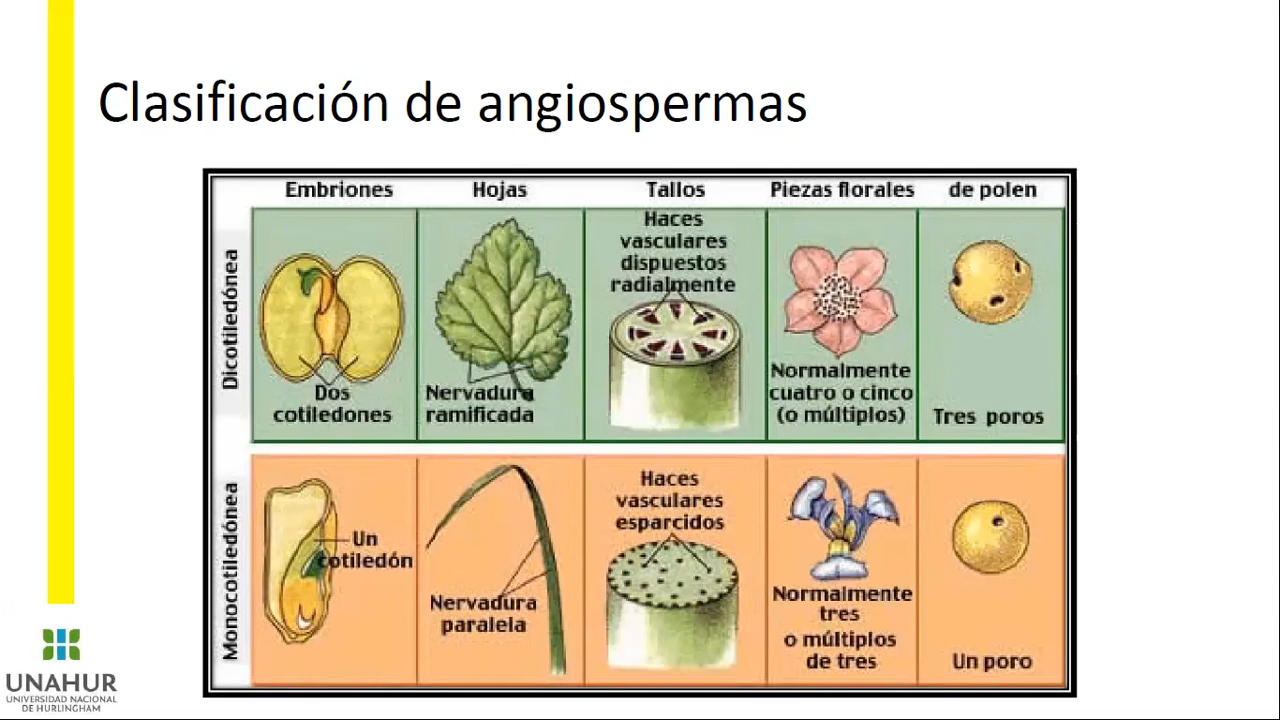 Clasificación de angiospermas
Embriones
Hojas
Tallos
Piezas florales
de polen
Dicotiledónea
Dos
cotiledones
Nervadura
ramificada
Haces
vasculares
dispuestos
radialmente
Normalmente
cuatro o cinco
(o múltiplos)
Tres poros
Monocotiledónea
Un
cotiledón
Nervadura
paralela
Haces
vasculares
esparcidos
Normalmente
tres
o múltiplos
de tres
Un poro
UNAHUR
UNIVERSIDAD NACIONAL
DE HURLINGHAM